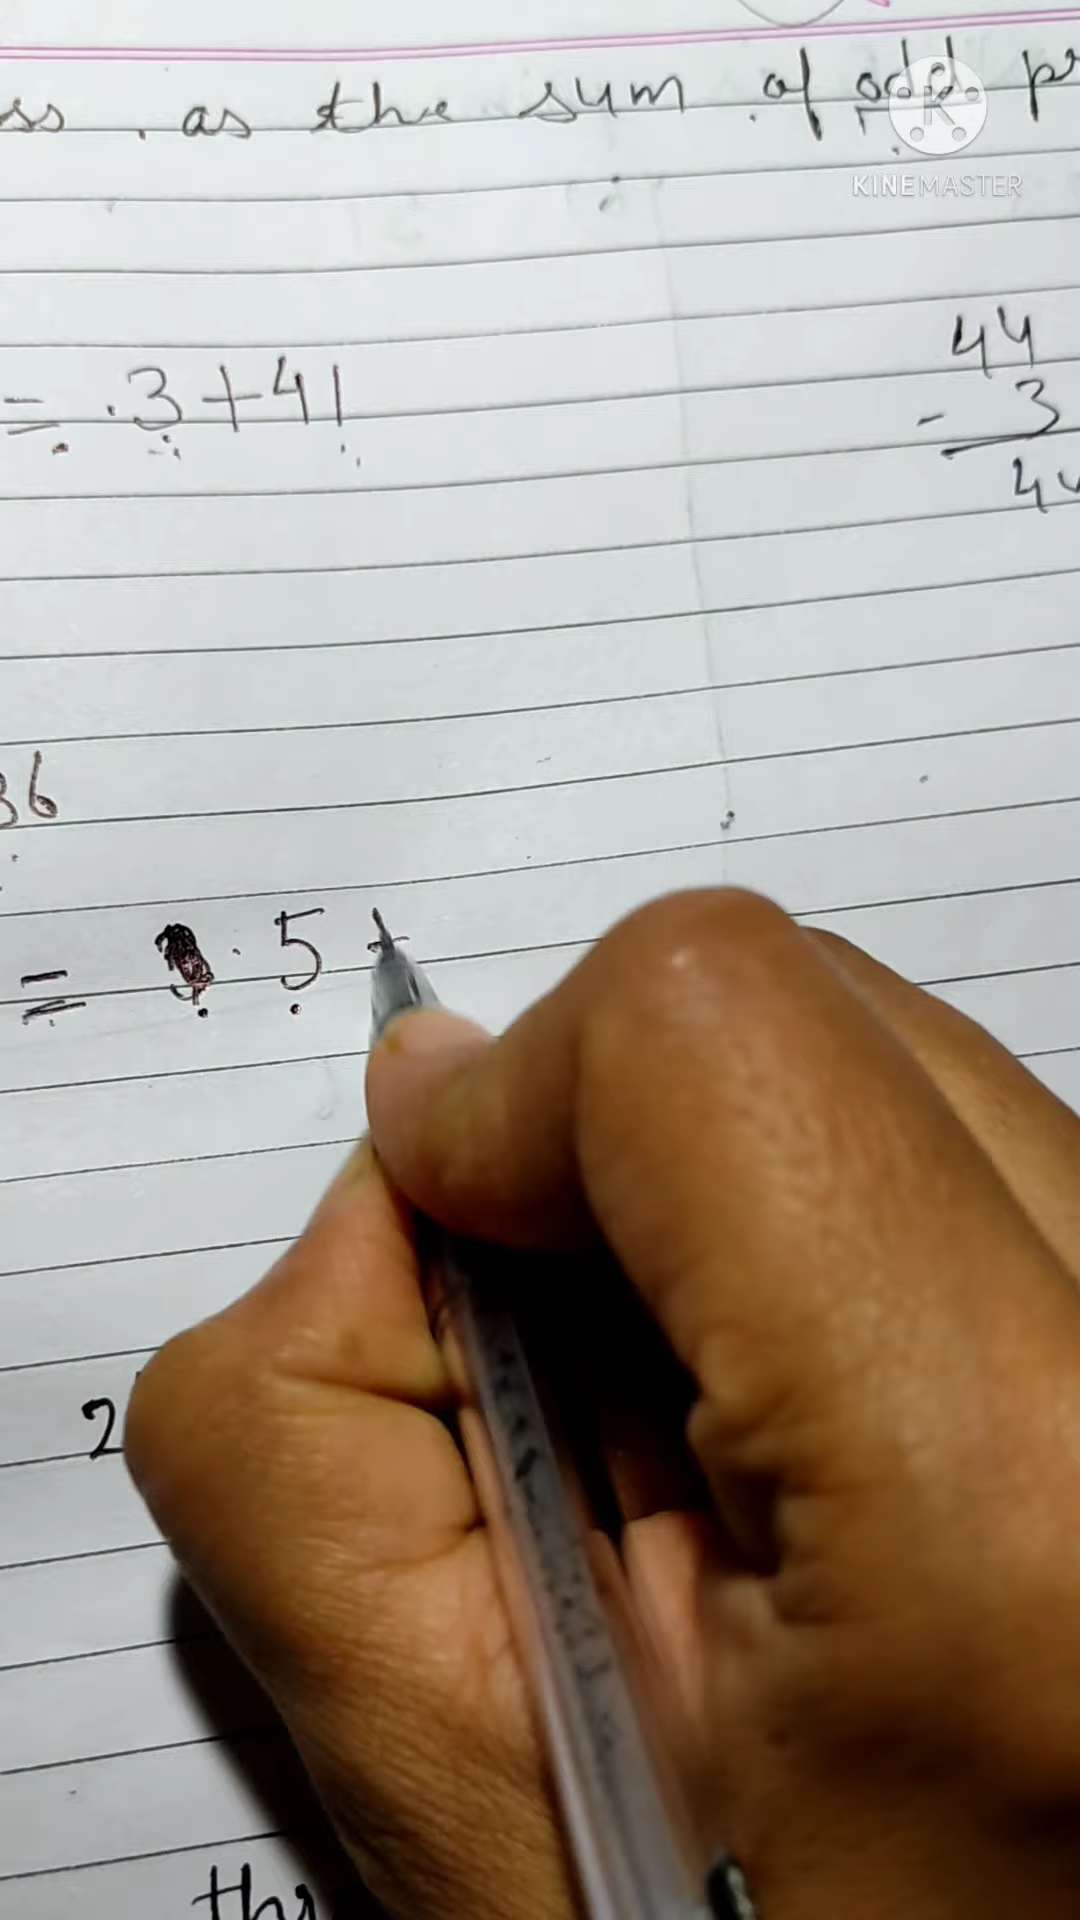 as the sum of odd
KINEMASTER
= 3+41
44
- 3
36
= 5 +
2